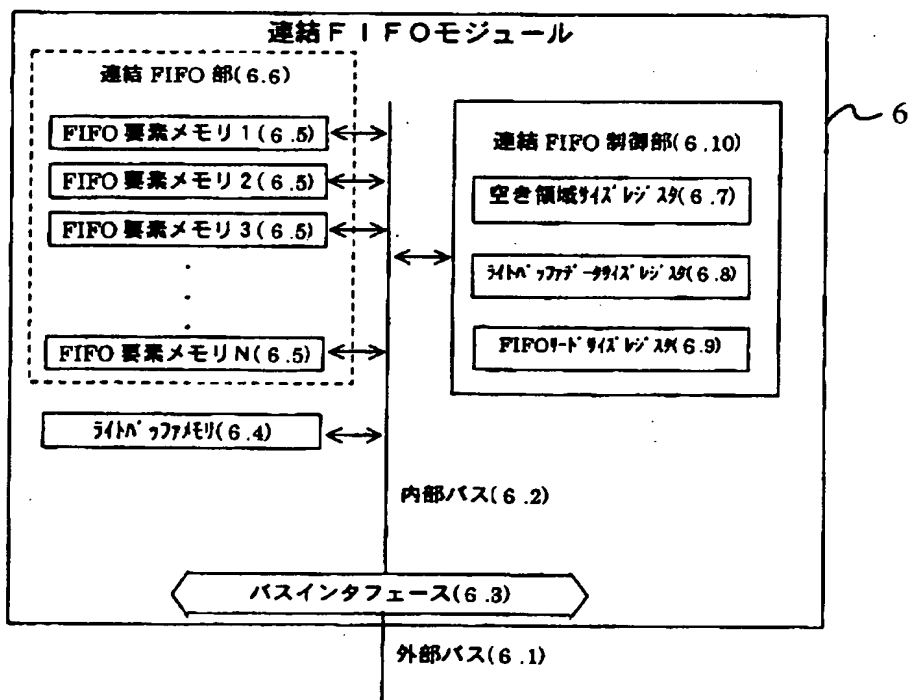 連結FIFOモジュール
6
連結 FIFO 部(6.6)
FIFO 要素メモリ1(6.5)
FIFO 要素メモリ2(6.5)
FIFO 要素メモリ3(6.5)
FIFO 要素メモリN(6.5)
ライトバッファメモリ(6.4)
連結 FIFO 制御部(6.10)
空き領域サイズレジスタ(6.7)
ライトバッファデータサイズレジスタ(6.8)
FIFOリードサイズレジスタ(6.9)
内部バス(6.2)
バスインタフェース(6.3)
外部バス(6.1)